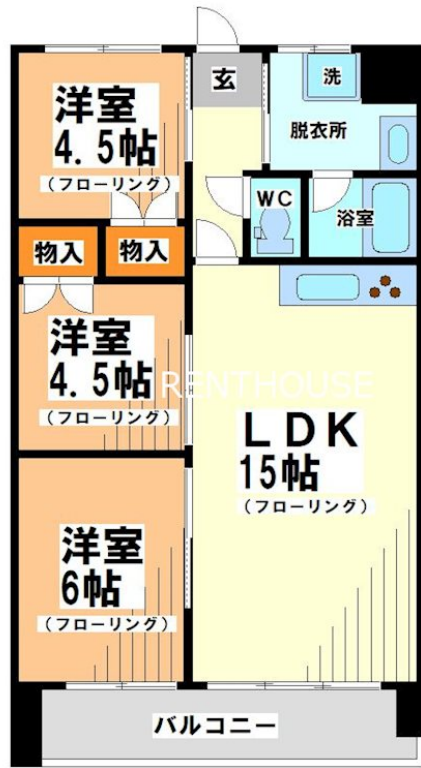 玄
洗
洋室
4.5帖
(フローリング)
脱衣所
WC
浴室
物入
物入
洋室
4.5帖
(フローリング)
RENTHOUSE
LDK
15帖
(フローリング)
洋室
6帖
(フローリング)
バルコニー